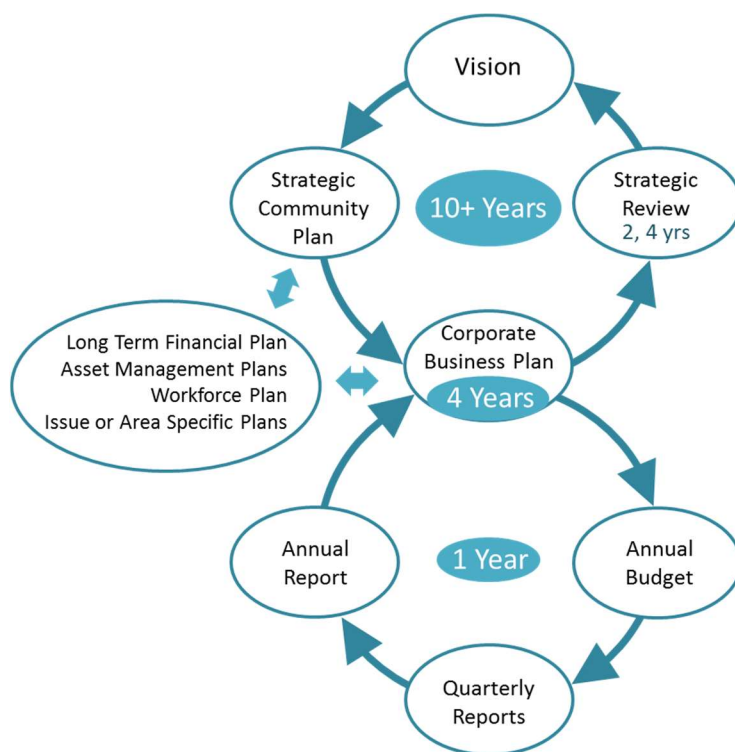 Vision
Strategic
Community
Plan
10+ Years
Strategic
Review
2, 4 yrs
Long Term Financial Plan
Asset Management Plans
Workforce Plan
Issue or Area Specific Plans
Corporate
Business Plan
4 Years
Annual
Report
1 Year
Annual
Budget
Quarterly
Reports